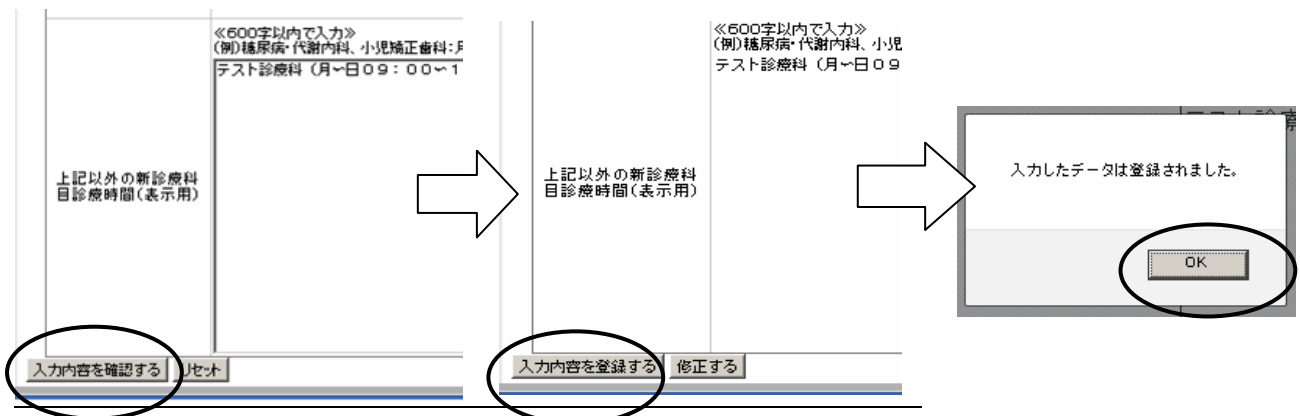 ≪600字以内で入力≫
(例)糖尿病・代謝内科、小児矯正歯科:月
テスト診療科（月～日０９：００～１
上記以外の新診療科
目診療時間(表示用)
入力内容を確認する
リセット
≪600字以内で入力≫
(例)糖尿病・代謝内科、小児
テスト診療科（月～日０９
上記以外の新診療科
目診療時間(表示用)
入力内容を登録する
修正する
入力したデータは登録されました。
OK